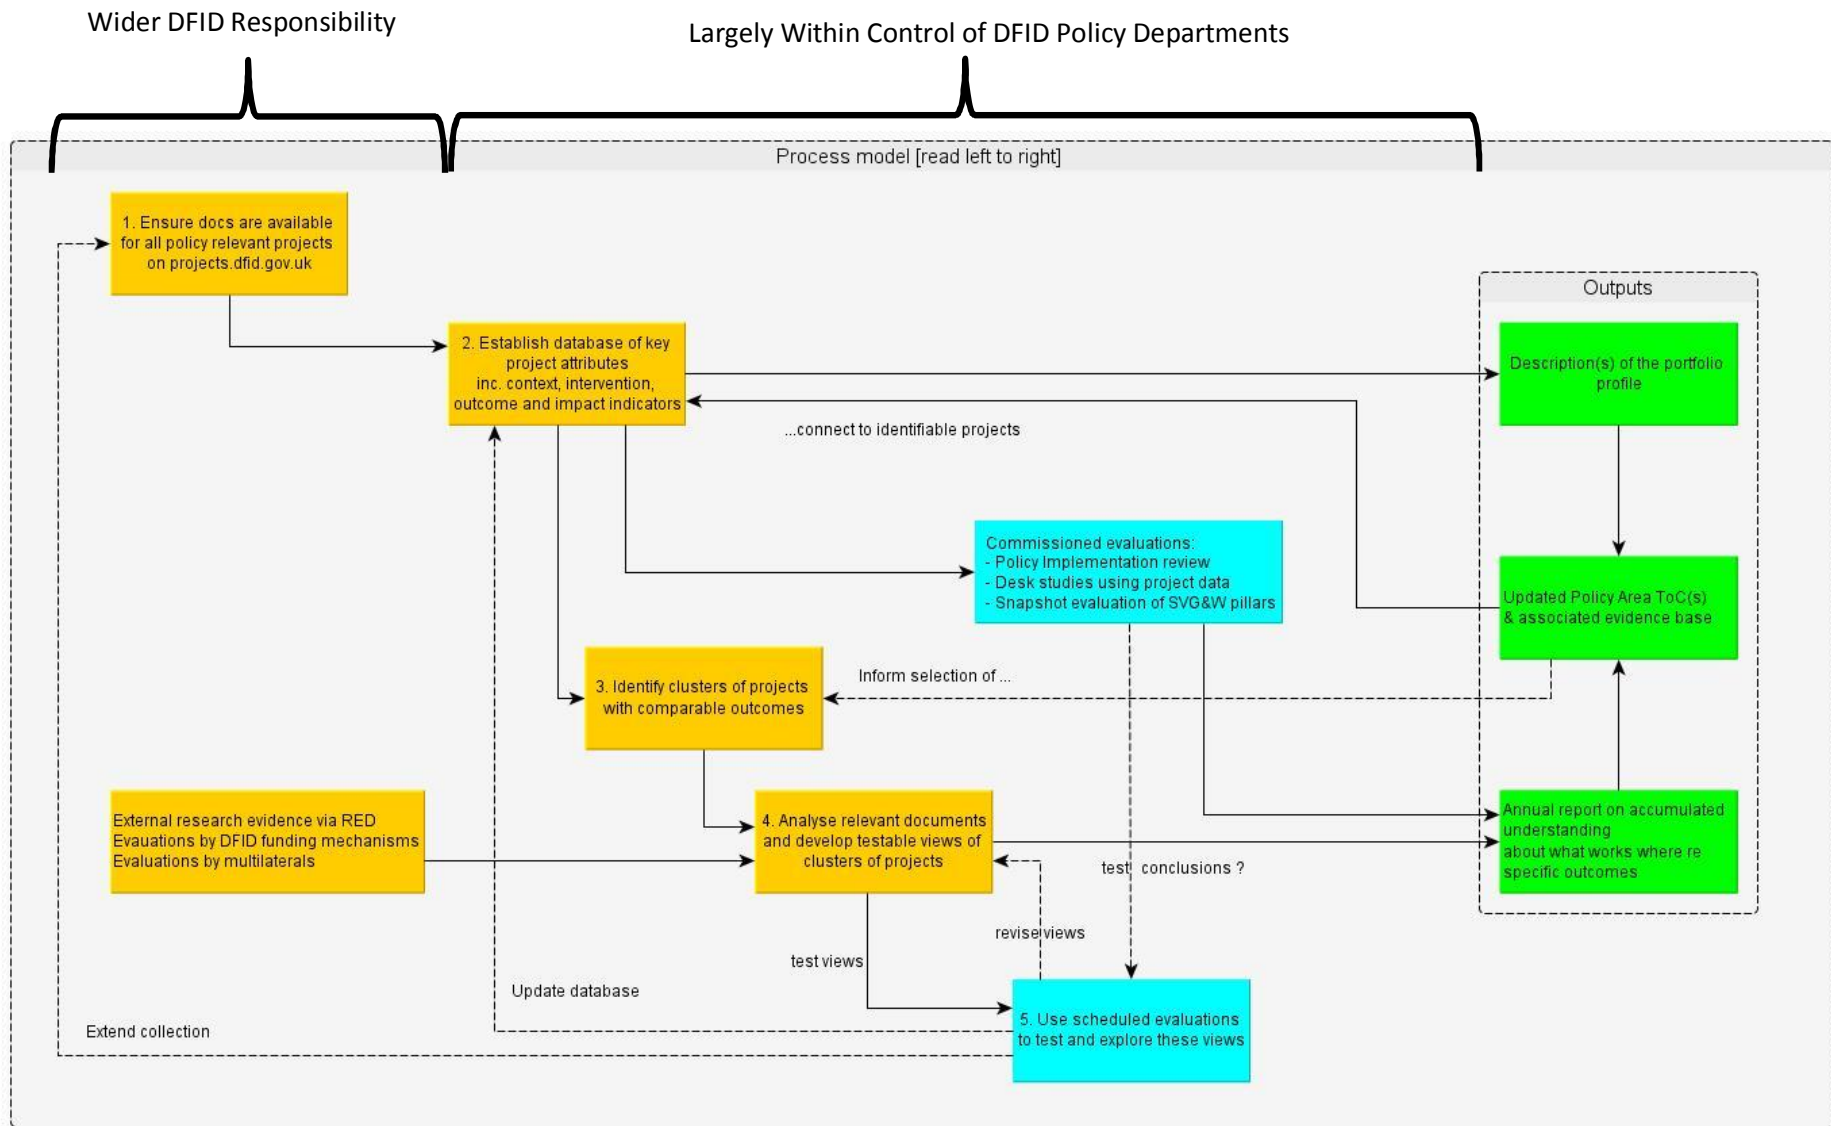 Wider DFID Responsibility
Largely Within Control of DFID Policy Departments
Process model [read left to right]
1. Ensure docs are available
for all policy relevant projects
on projects.dfid.gov.uk
Outputs
2. Establish database of key
project attributes
inc. context, intervention,
outcome and impact indicators
Description(s) of the portfolio
profile
...connect to identifiable projects
Commissioned evaluations:
- Policy Implementation review
- Desk studies using project data
- Snapshot evaluation of SVG&W pillars
Updated Policy Area ToC(s)
& associated evidence base
3. Identify clusters of projects
with comparable outcomes
Inform selection of ...
External research evidence via RED
Evauations by DFID funding mechanisms
Evaluations by multilaterals
4. Analyse relevant documents
and develop testable views of
clusters of projects
Annual report on accumulated
understanding
about what works where re
specific outcomes
test conclusions ?
revise views
test views
Update database
Extend collection
5. Use scheduled evaluations
to test and explore these views